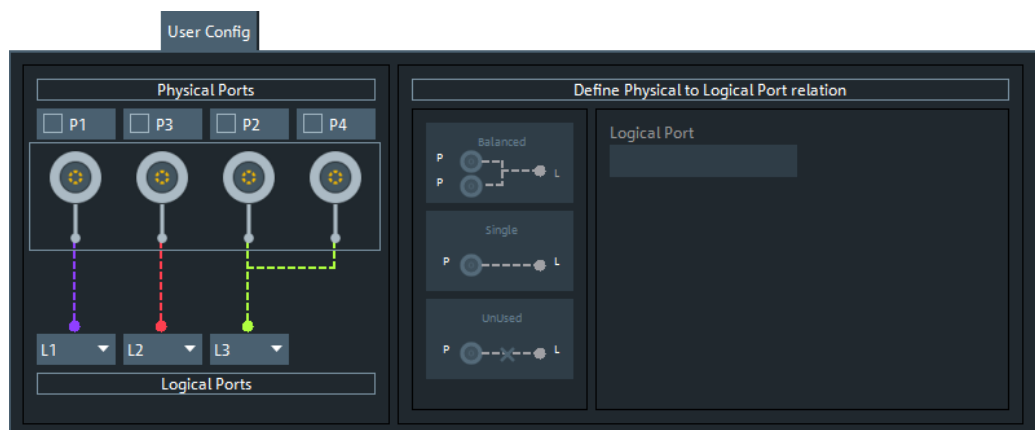 User Config
Physical Ports
P1 P3 P2 P4
L1 L2 L3
Logical Ports
Define Physical to Logical Port relation
Balanced
P
P L
Single
P L
UnUsed
P L
Logical Port